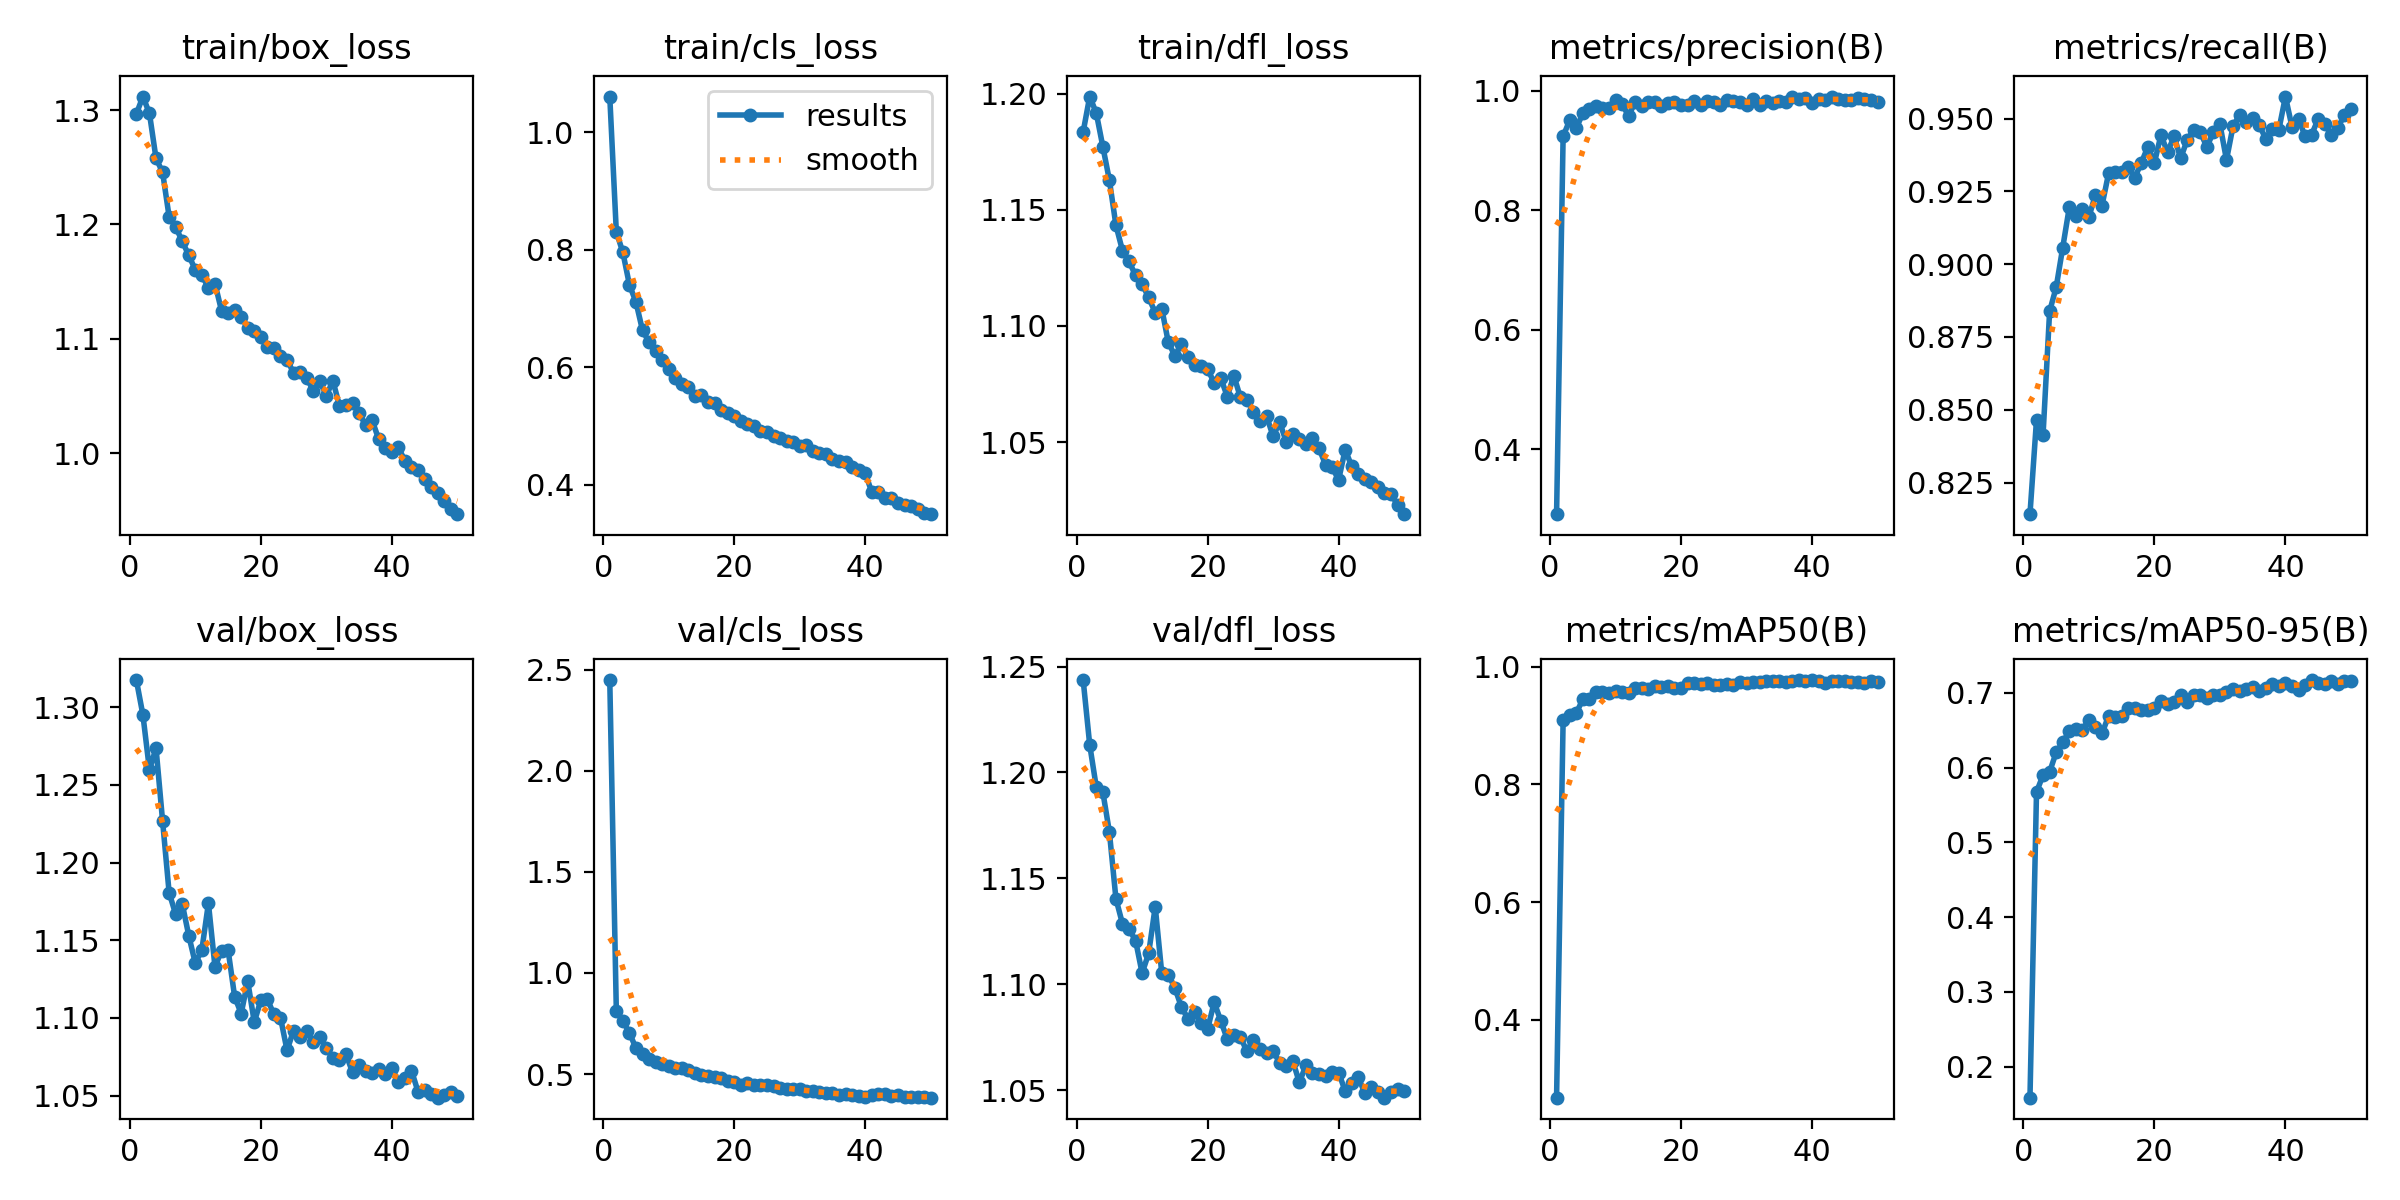 train/box_loss
1.3
1.2
1.1
1.0
0 20 40
train/cls_loss
results
smooth
1.0
0.8
0.6
0.4
0 20 40
train/dfl_loss
1.20
1.15
1.10
1.05
0 20 40
metrics/precision(B)
1.0
0.8
0.6
0.4
0 20 40
metrics/recall(B)
0.950
0.925
0.900
0.875
0.850
0.825
0 20 40
val/box_loss
1.30
1.25
1.20
1.15
1.10
1.05
0 20 40
val/cls_loss
2.5
2.0
1.5
1.0
0.5
0 20 40
val/dfl_loss
1.25
1.20
1.15
1.10
1.05
0 20 40
metrics/mAP50(B)
1.0
0.8
0.6
0.4
0 20 40
metrics/mAP50-95(B)
0.7
0.6
0.5
0.4
0.3
0.2
0 20 40